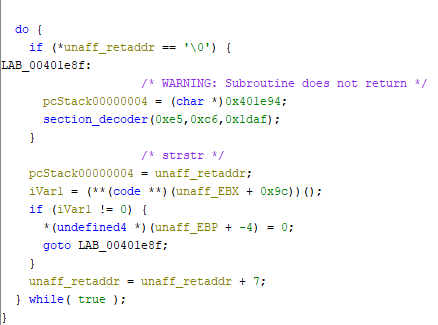 do {
if (*unaff_retaddr == '\0') {
LAB_00401e8f:
/* WARNING: Subroutine does not return */
pcStack00000004 = (char *)0x401e94;
section_decoder(0xe5,0xc6,0x1daf);
}
/* strstr */
pcStack00000004 = unaff_retaddr;
iVar1 = (**(code **)(unaff_EBX + 0x9c))();
if (iVar1 != 0) {
*(undefined4 *)(unaff_EBP + -4) = 0;
goto LAB_00401e8f;
}
unaff_retaddr = unaff_retaddr + 7;
} while( true );
}